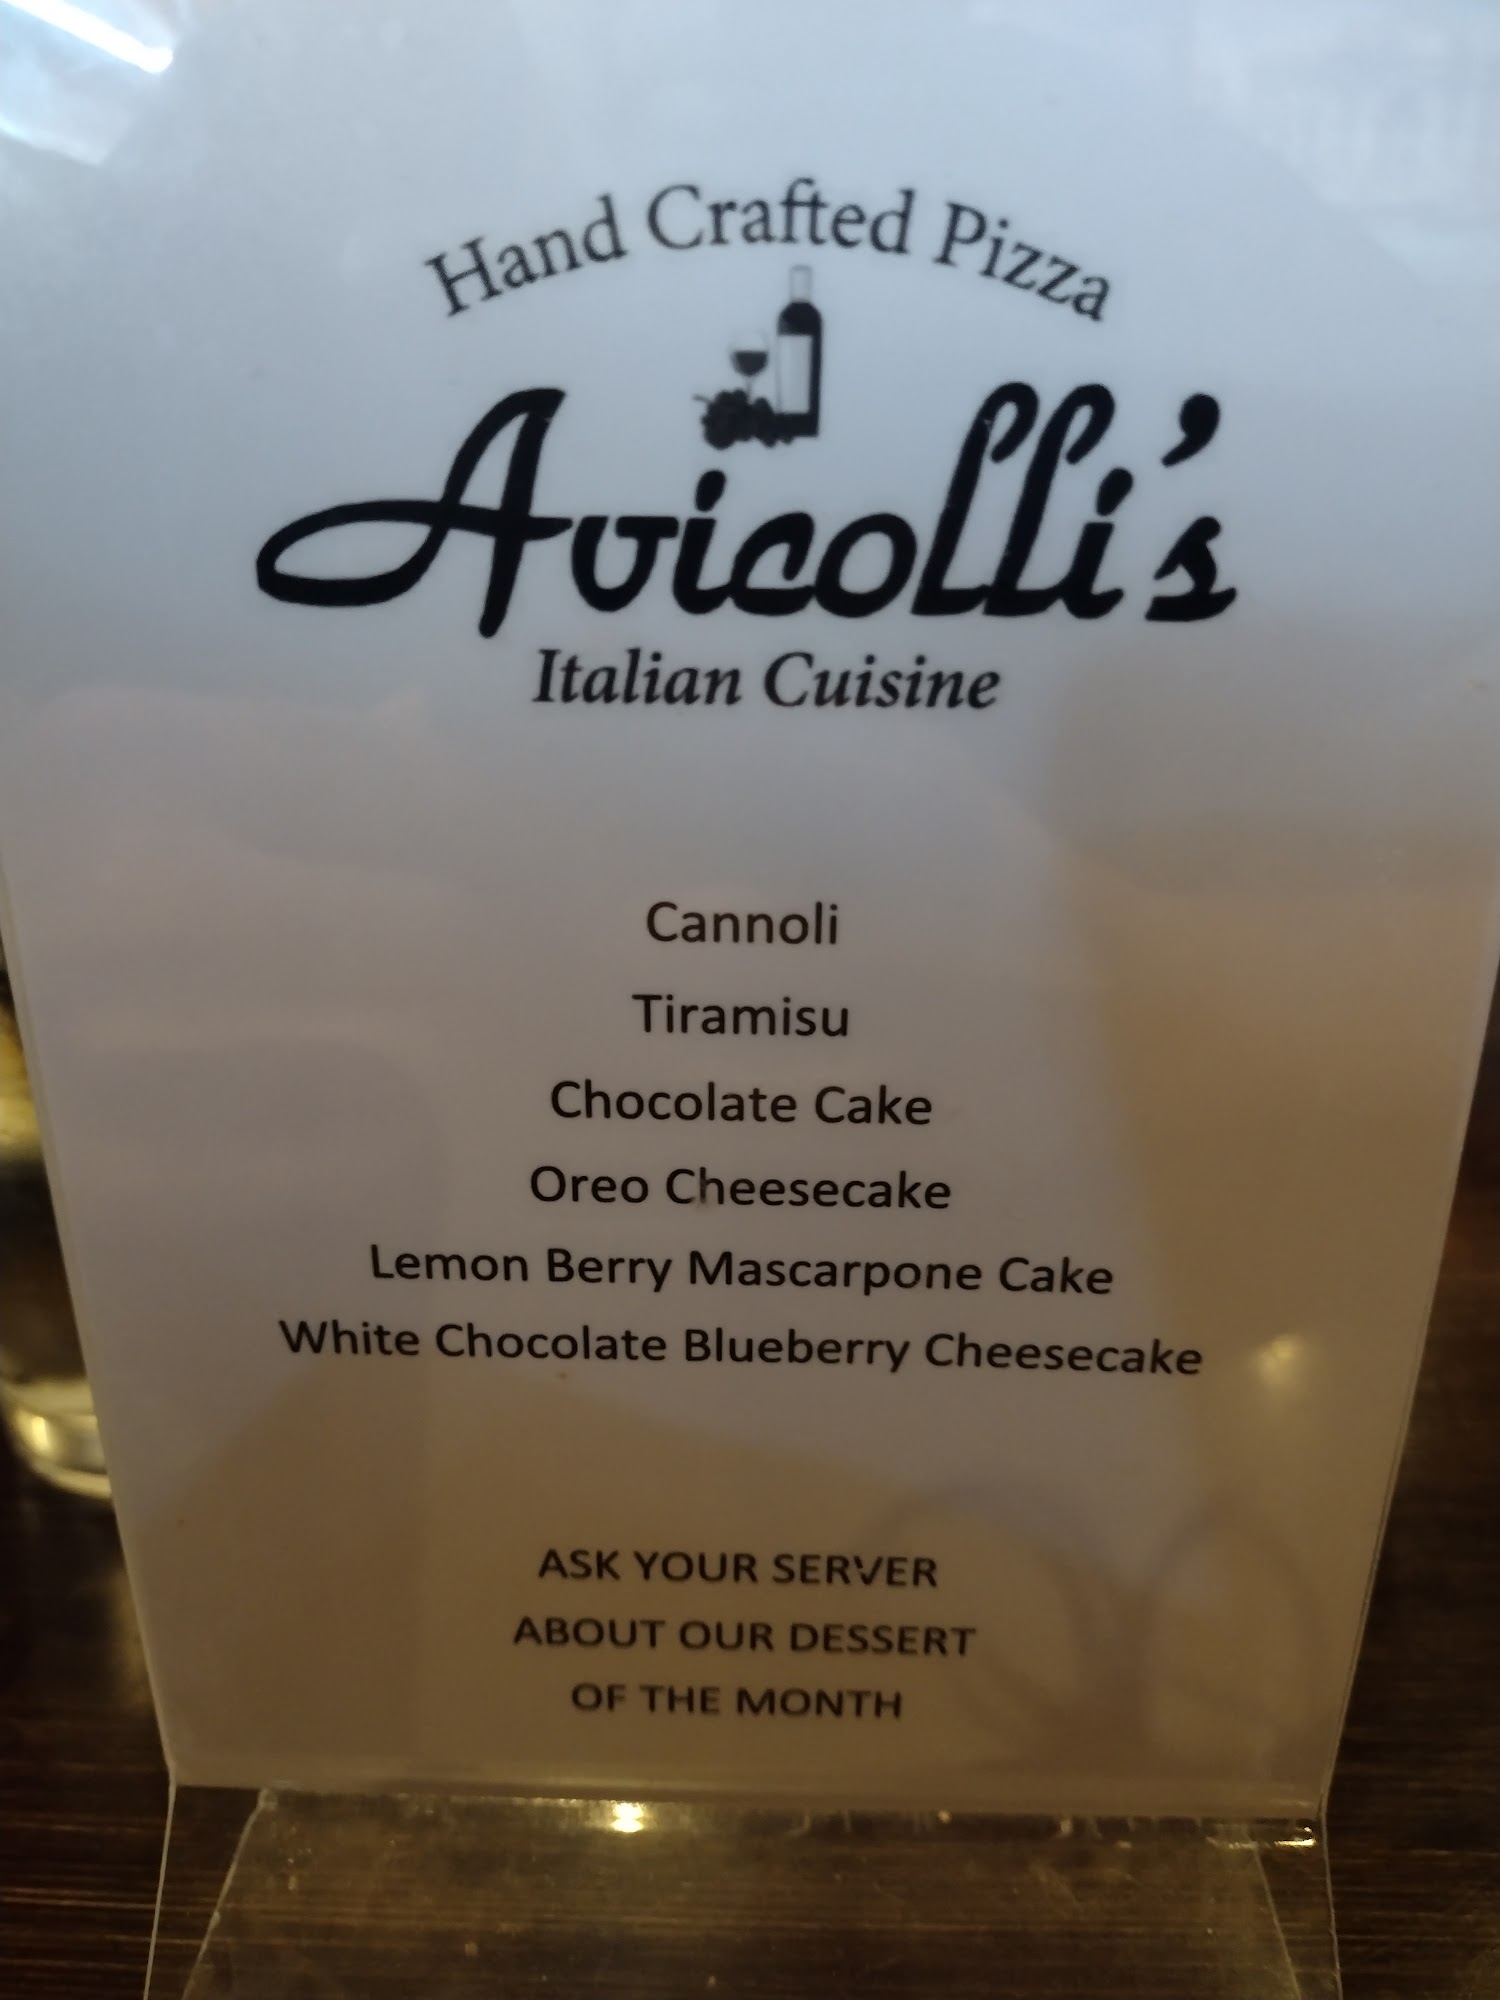 Hand Crafted Pizza
Avicolli's
Italian Cuisine
Cannoli
Tiramisu
Chocolate Cake
Oreo Cheesecake
Lemon Berry Mascarpone Cake
White Chocolate Blueberry Cheesecake
ASK YOUR SERVER
ABOUT OUR DESSERT
OF THE MONTH